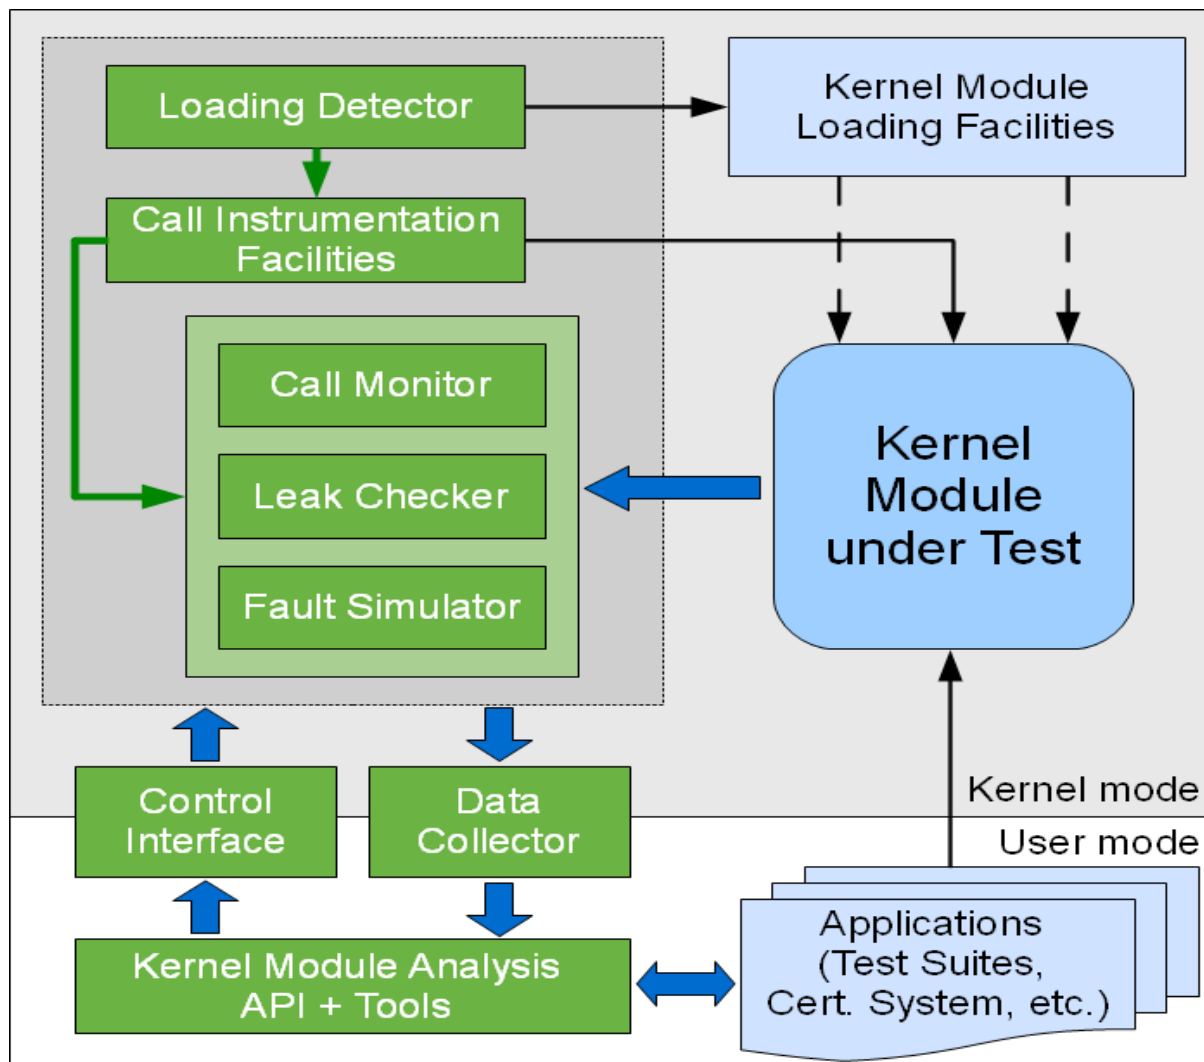 Loading Detector
Kernel Module
Loading Facilities
Call Instrumentation
Facilities
Call Monitor
Leak Checker
Fault Simulator
Kernel
Module
under Test
Control
Interface
Data
Collector
Kernel mode
User mode
Kernel Module Analysis
API + Tools
Applications
(Test Suites,
Cert. System, etc.)